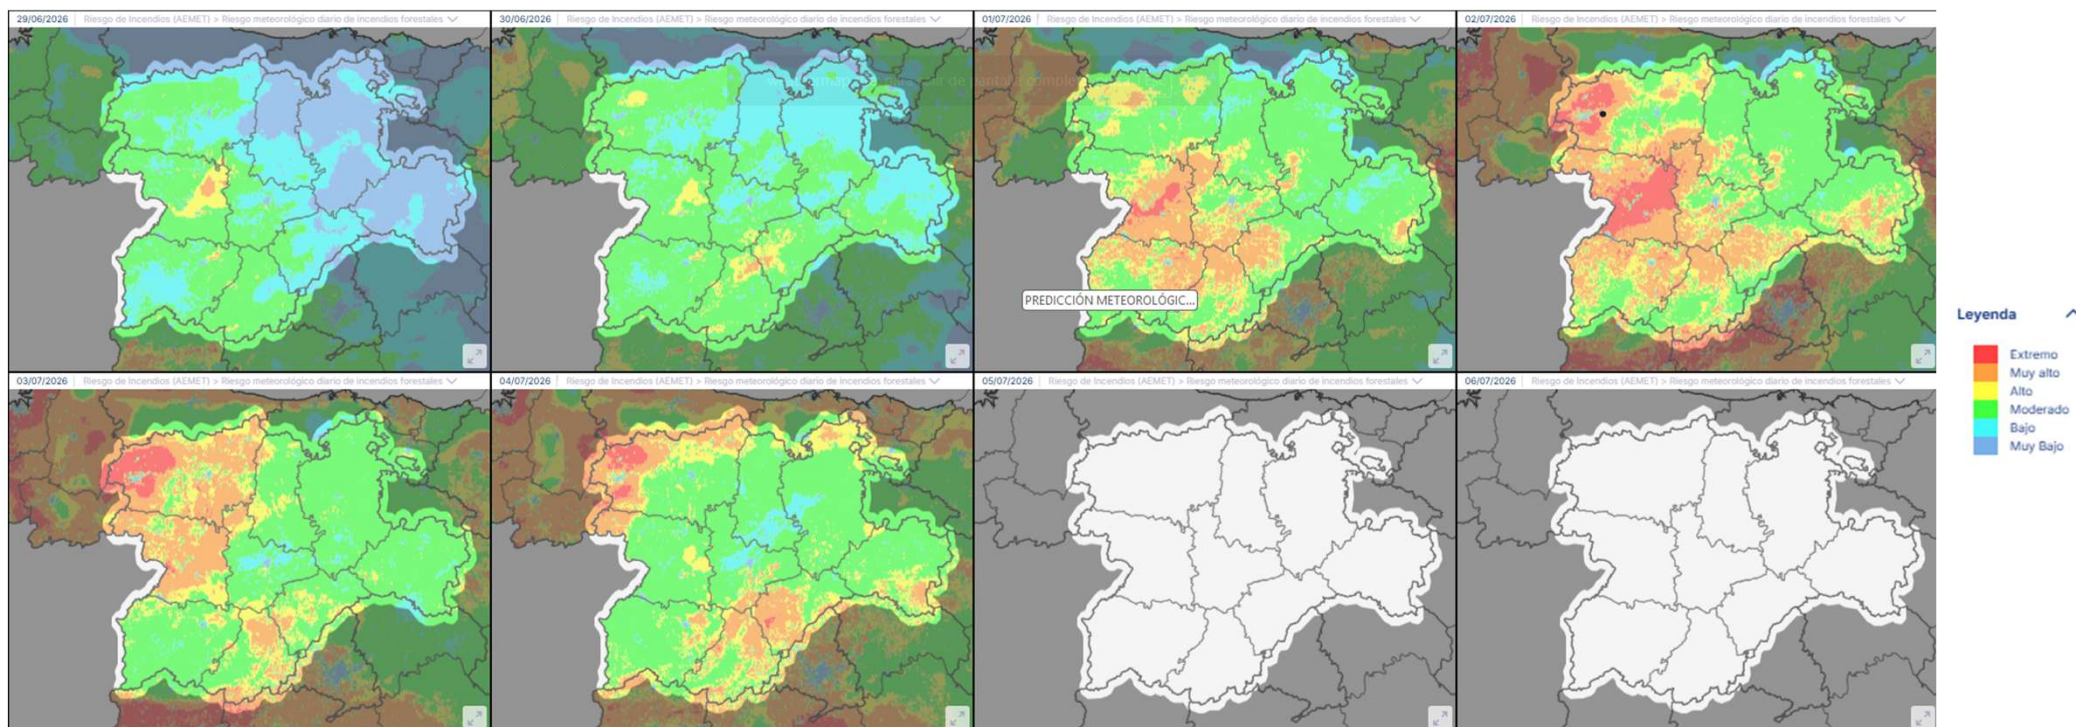 29/06/2026 Riesgo de Incendios (AEMET) > Riesgo meteorológico diario de incendios forestales
30/06/2026 Riesgo de Incendios (AEMET) > Riesgo meteorológico diario de incendios forestales
01/07/2026 Riesgo de Incendios (AEMET) > Riesgo meteorológico diario de incendios forestales
02/07/2026 Riesgo de Incendios (AEMET) > Riesgo meteorológico diario de incendios forestales
PREDICCIÓN METEOROLÓGIC...
03/07/2026 Riesgo de Incendios (AEMET) > Riesgo meteorológico diario de incendios forestales
04/07/2026 Riesgo de Incendios (AEMET) > Riesgo meteorológico diario de incendios forestales
05/07/2026 Riesgo de Incendios (AEMET) > Riesgo meteorológico diario de incendios forestales
06/07/2026 Riesgo de Incendios (AEMET) > Riesgo meteorológico diario de incendios forestales
Leyenda
Extremo
Muy alto
Alto
Moderado
Bajo
Muy Bajo